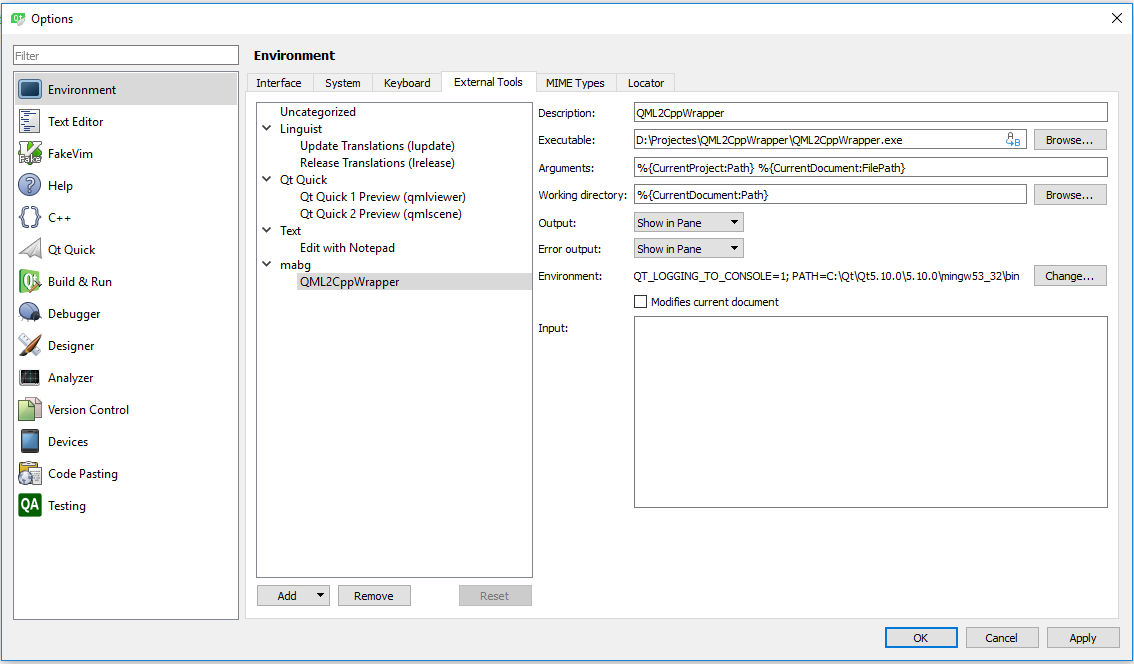 Options
Filter
Environment
Text Editor
FakeVim
Help
C++
Qt Quick
Build & Run
Debugger
Designer
Analyzer
Version Control
Devices
Code Pasting
Testing
Environment
Interface System Keyboard External Tools MIME Types Locator
Uncategorized
Linguist
Update Translations (lupdate)
Release Translations (lrelease)
Qt Quick
Qt Quick 1 Preview (qmlviewer)
Qt Quick 2 Preview (qmlscene)
Text
Edit with Notepad
mabg
QML2CppWrapper
Add Remove Reset
Description: QML2CppWrapper
Executable: D:\Projectes\QML2CppWrapper\QML2CppWrapper.exe Browse...
Arguments: %{CurrentProject:Path} %{CurrentDocument:FilePath}
Working directory: %{CurrentDocument:Path} Browse...
Output: Show in Pane
Error output: Show in Pane
Environment: QT_LOGGING_TO_CONSOLE=1; PATH=C:\Qt\Qt5.10.0\5.10.0\mingw53_32\bin Change...
Modifies current document
Input:
OK Cancel Apply